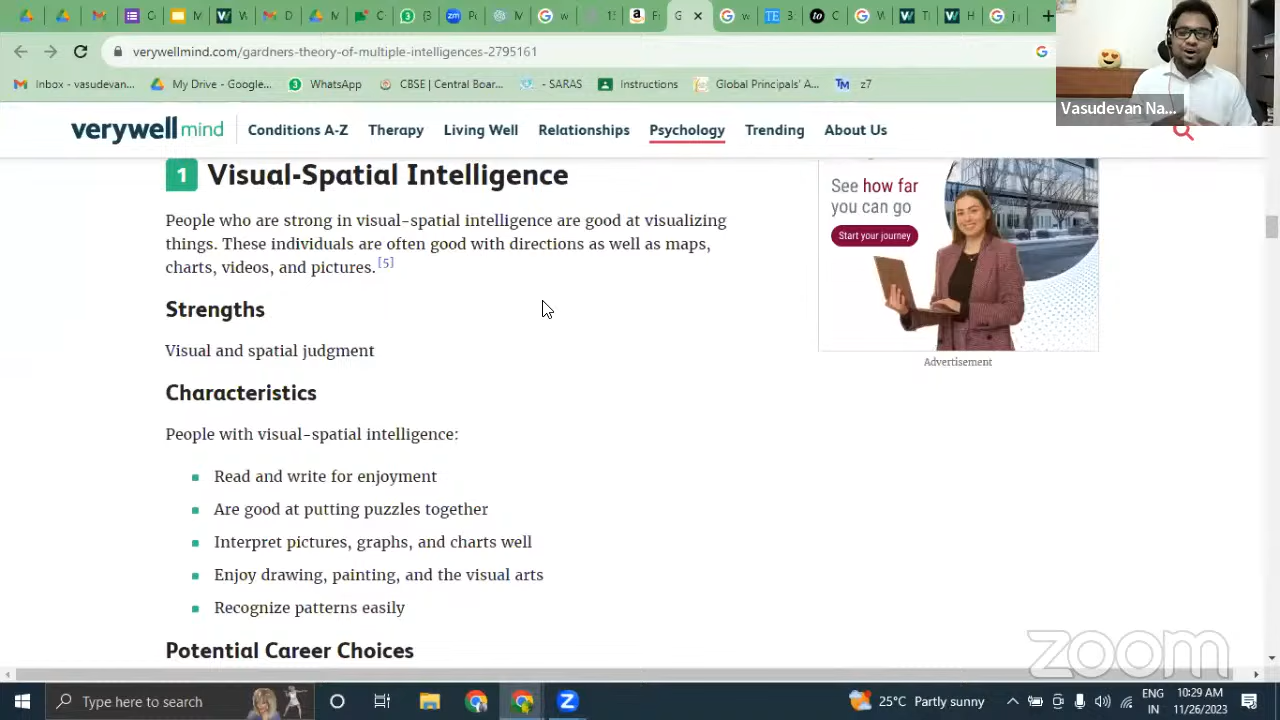 verywellmind.com/gardners-theory-of-multiple-intelligences-2795161
Inbox - vasudevan... My Drive - Google... WhatsApp CBSE | Central Board... - SARAS Instructions Global Principals' A... z7
Vasudevan Na...
verywell mind Conditions A-Z Therapy Living Well Relationships Psychology Trending About Us
1 Visual-Spatial Intelligence
People who are strong in visual-spatial intelligence are good at visualizing
things. These individuals are often good with directions as well as maps,
charts, videos, and pictures. [5]
See how far
you can go
Start your journey
Advertisement
Strengths
Visual and spatial judgment
Characteristics
People with visual-spatial intelligence:
Read and write for enjoyment
Are good at putting puzzles together
Interpret pictures, graphs, and charts well
Enjoy drawing, painting, and the visual arts
Recognize patterns easily
Potential Career Choices
zoom
Type here to search
25°C Partly sunny
ENG
IN
10:29 AM
11/26/2023